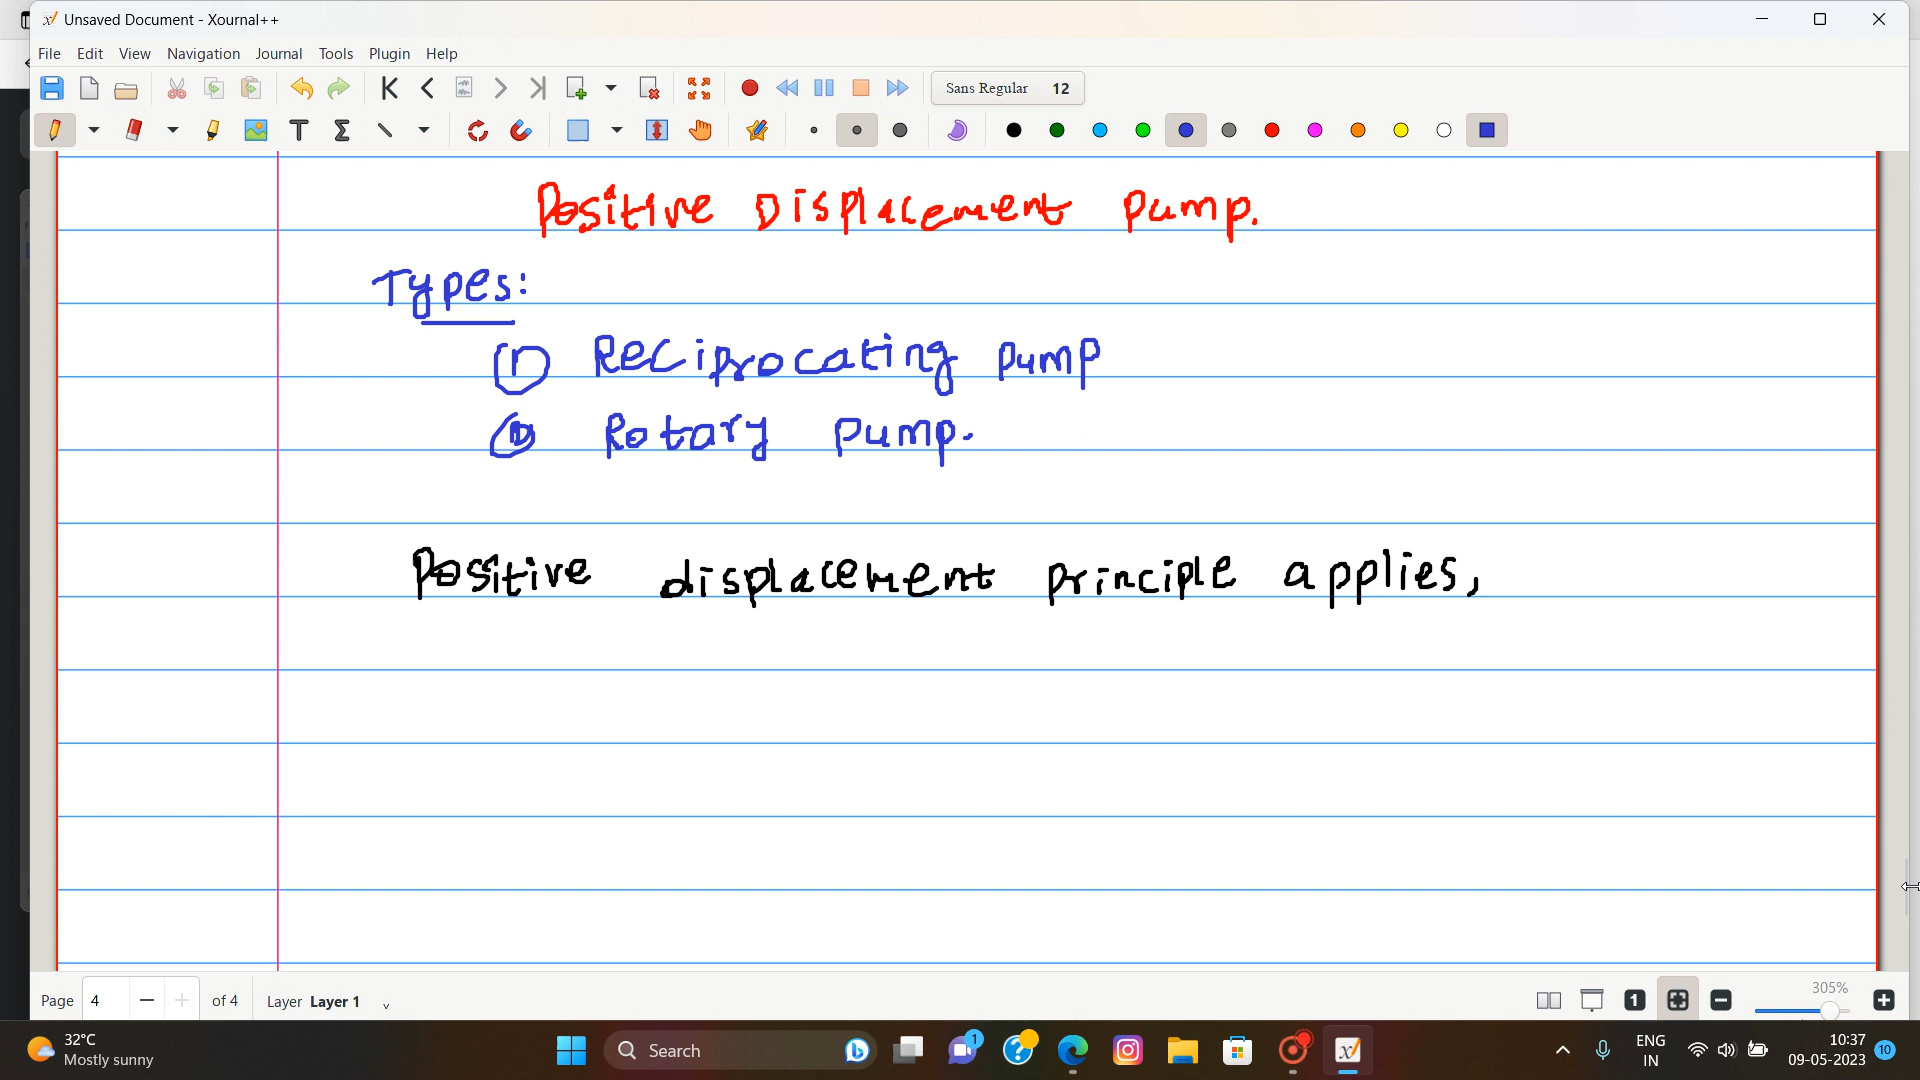 Unsaved Document - Xournal++
File Edit View Navigation Journal Tools Plugin Help
Sans Regular 12
Positive Displacement Pump.
Types:
① Reciprocating Pump
② Rotary Pump.
Positive displacement principle applies,
Page 4 of 4 Layer Layer 1
305%
32°C
Mostly sunny
Search
1
ENG
IN
10:37
09-05-2023
10